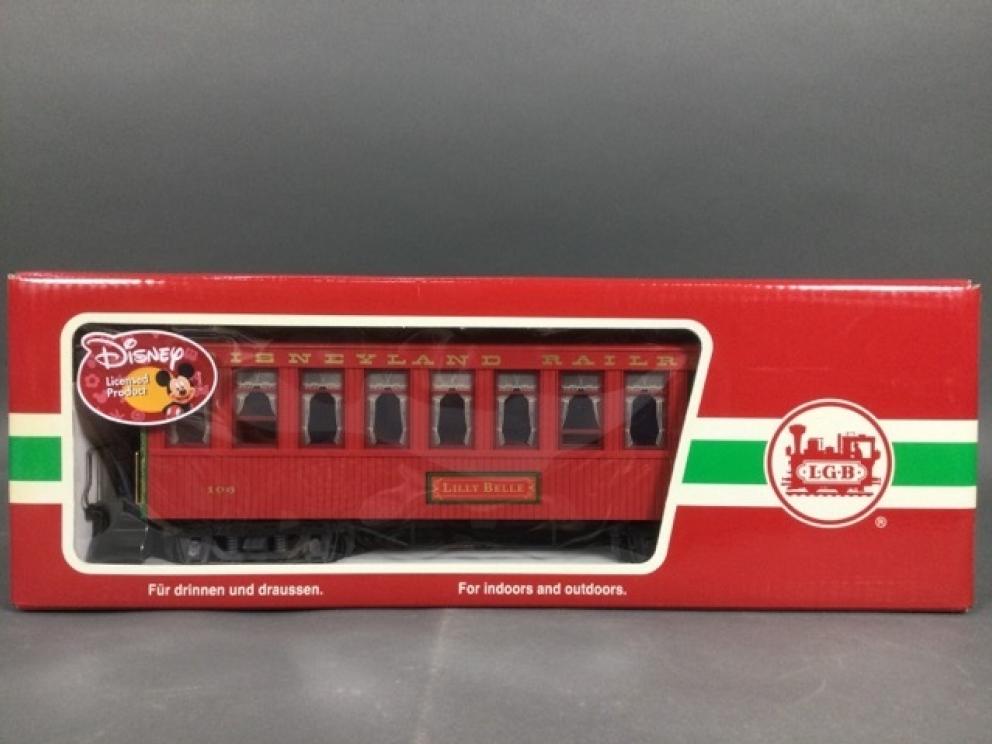 DISNEY
Licensed
Product
ISNEYLAND RAILR
106
LILLY BELLE
L·G·B
®
Für drinnen und draussen.
For indoors and outdoors.